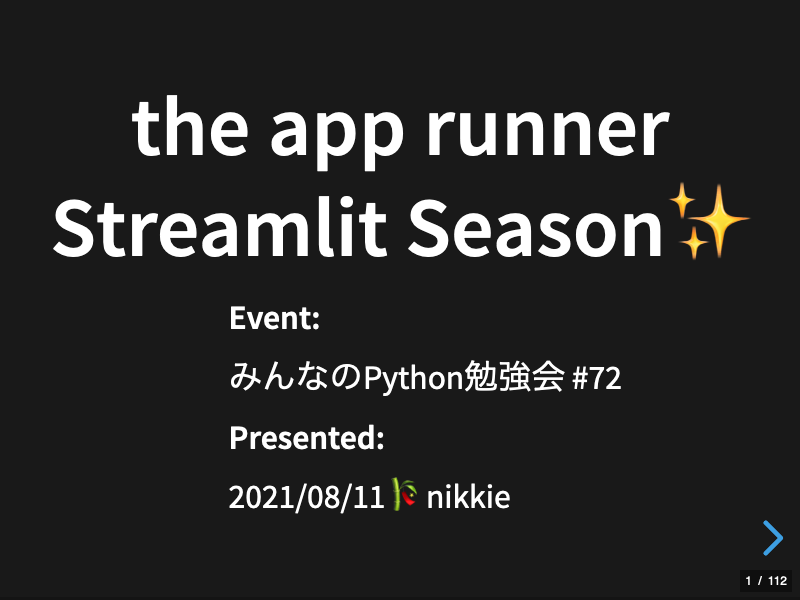 the app runner
Streamlit Season✨
Event:
みんなのPython勉強会 #72
Presented:
2021/08/11🎋 nikkie
1 / 112